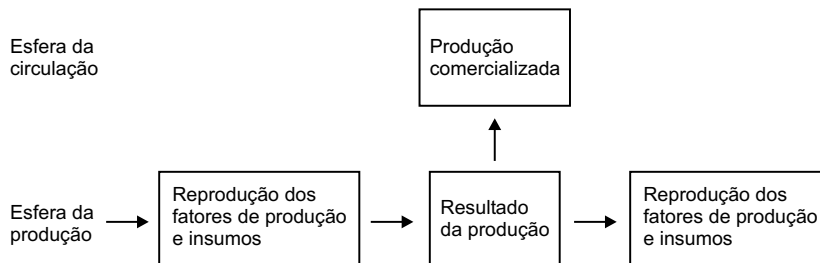 Esfera da
circulação
Produção
comercializada
Esfera da
produção
Reprodução dos
fatores de produção
e insumos
Resultado
da produção
Reprodução dos
fatores de produção
e insumos